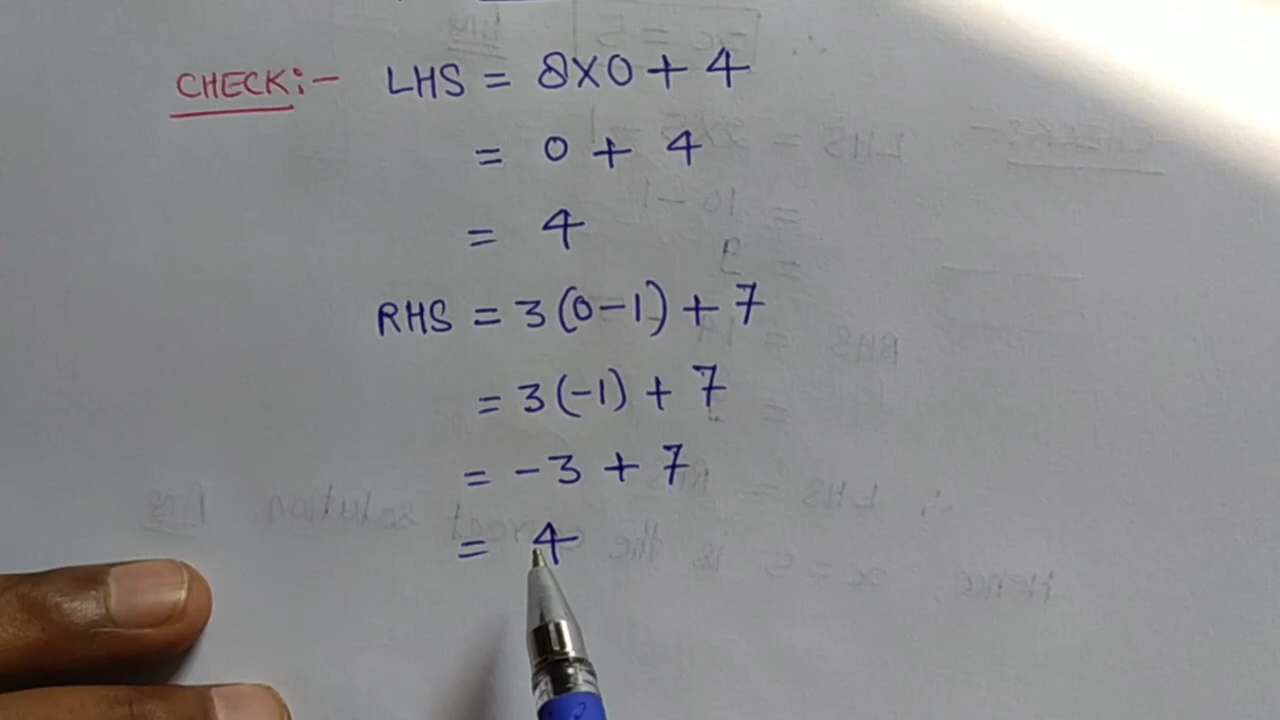 CHECK:- LHS = 8×0 + 4
= 0 + 4
= 4
RHS = 3(0-1) + 7
= 3(-1) + 7
= -3 + 7
= 4